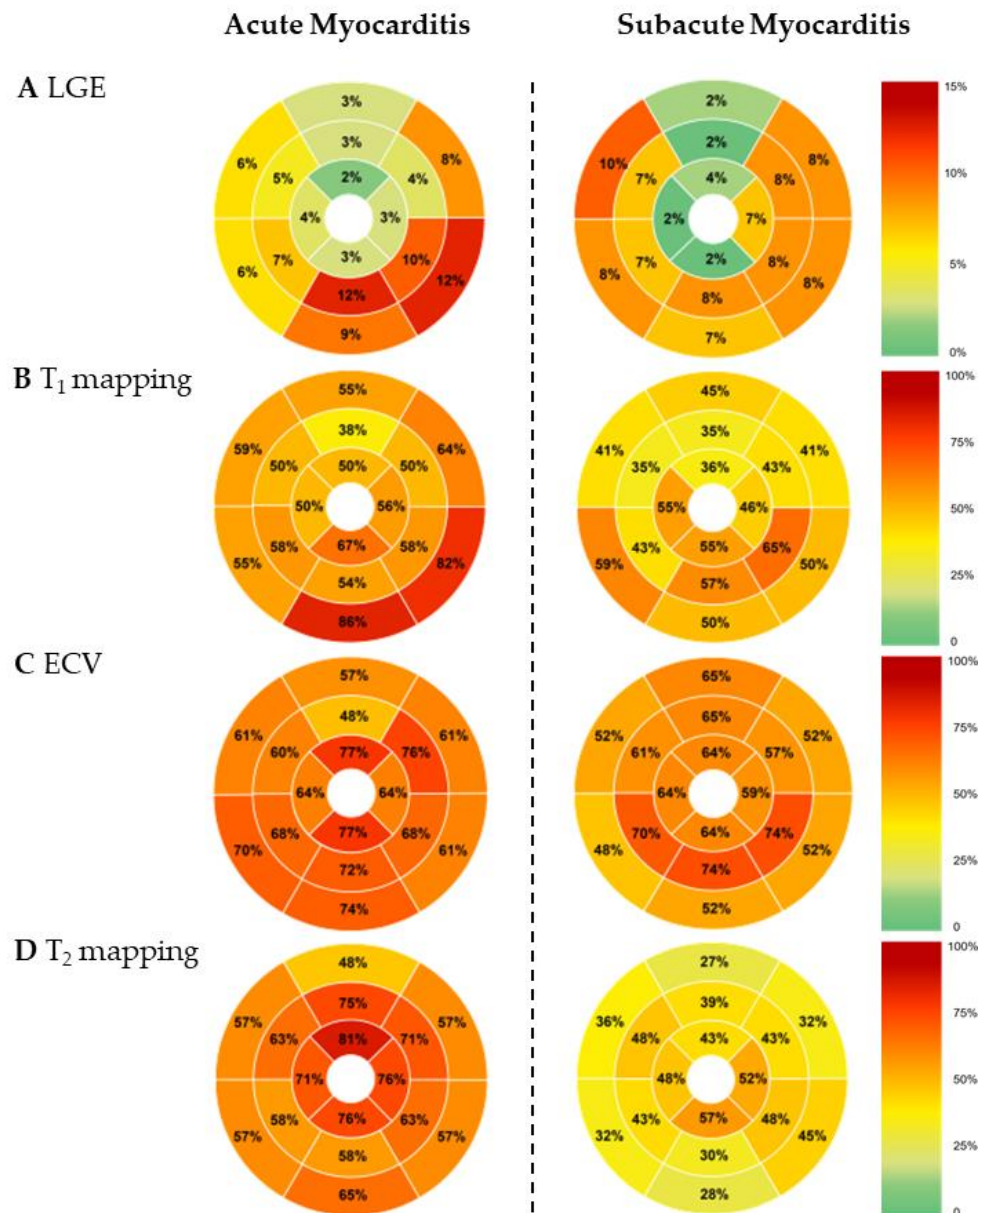 Acute Myocarditis Subacute Myocarditis
A LGE
3% 2% 15%
3% 2%
6% 8% 10% 8%
5% 4% 7% 8% 10%
2% 4%
4% 3% 2% 7%
3% 2% 5%
6% 7% 10% 12% 8% 7% 8% 8%
12% 8%
9% 7% 0%
B T₁ mapping
55% 45% 100%
38% 35%
59% 64% 41% 41% 75%
50% 50% 50% 35% 36% 43%
50% 56% 55% 46% 50%
55% 58% 67% 58% 82% 59% 43% 55% 65% 50%
54% 57% 25%
86% 50% 0
C ECV
57% 65% 100%
48% 65%
61% 61% 52% 52% 75%
60% 77% 76% 61% 64% 57%
64% 64% 64% 59% 50%
70% 68% 77% 68% 61% 48% 70% 64% 74% 52%
72% 74% 25%
74% 52% 0
D T₂ mapping
48% 27% 100%
75% 39%
57% 57% 36% 32% 75%
63% 81% 71% 48% 43% 43%
71% 76% 48% 52% 50%
57% 58% 76% 63% 57% 32% 43% 57% 48% 45%
58% 30% 25%
65% 28% 0